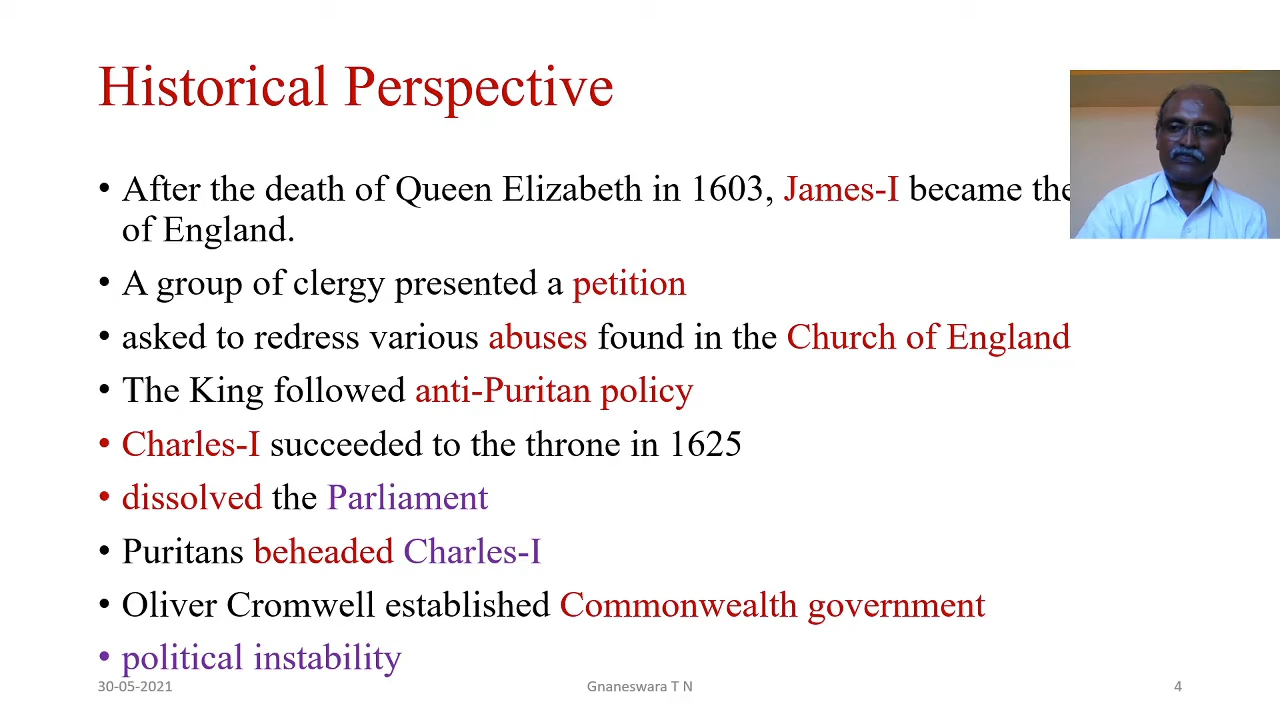 Historical Perspective
• After the death of Queen Elizabeth in 1603, James-I became the
of England.
• A group of clergy presented a petition
• asked to redress various abuses found in the Church of England
• The King followed anti-Puritan policy
• Charles-I succeeded to the throne in 1625
• dissolved the Parliament
• Puritans beheaded Charles-I
• Oliver Cromwell established Commonwealth government
• political instability
30-05-2021
Gnaneswara T N
4